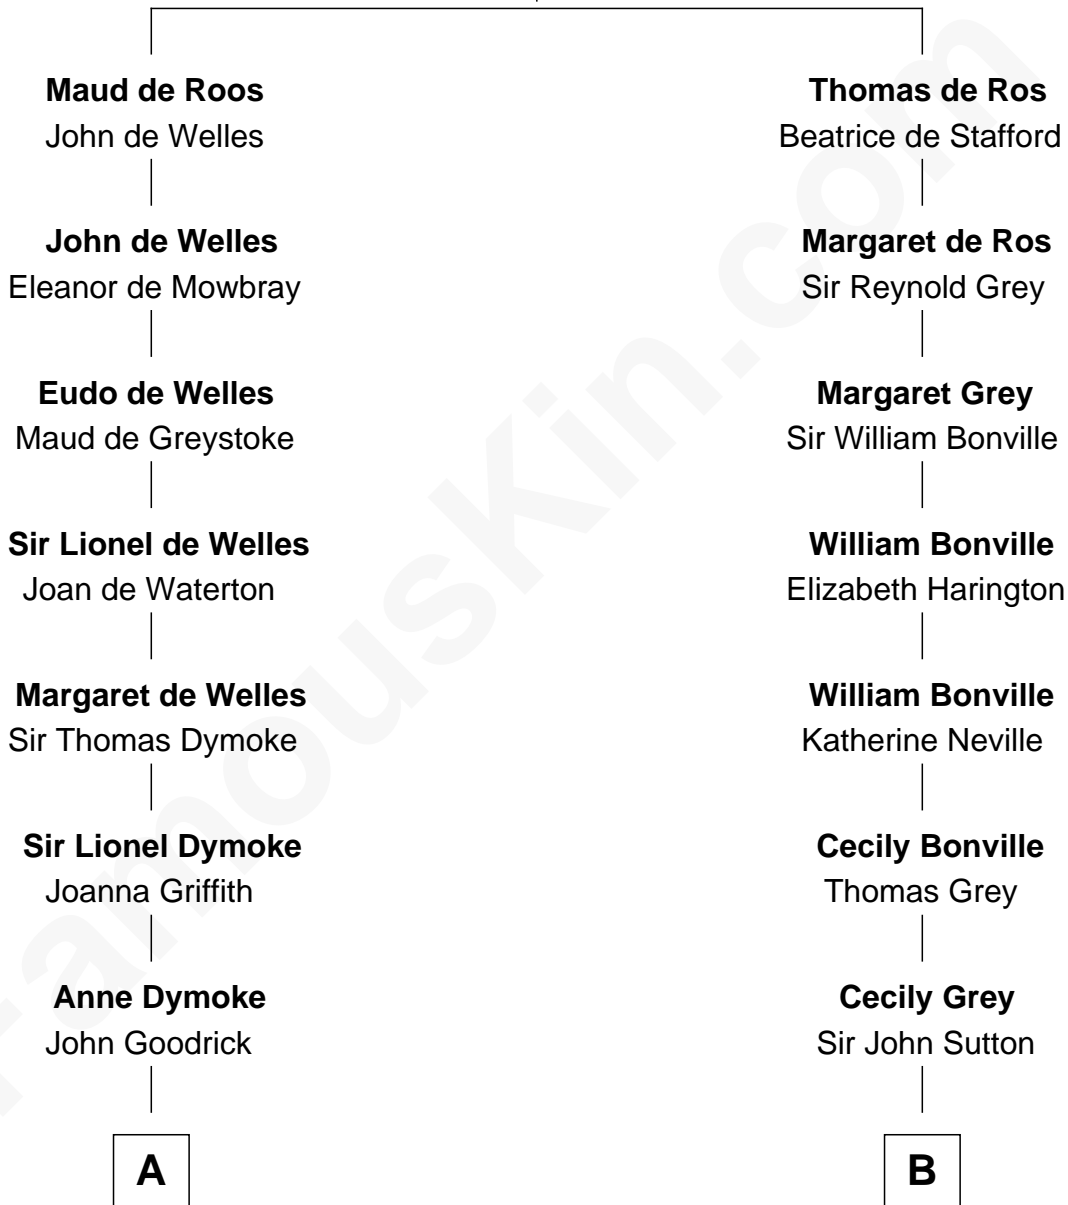 Maud de Roos
John de Welles
John de Welles
Eleanor de Mowbray
Eudo de Welles
Maud de Greystoke
Sir Lionel de Welles
Joan de Waterton
Margaret de Welles
Sir Thomas Dymoke
Sir Lionel Dymoke
Joanna Griffith
Anne Dymoke
John Goodrick
A
Thomas de Ros
Beatrice de Stafford
Margaret de Ros
Sir Reynold Grey
Margaret Grey
Sir William Bonville
William Bonville
Elizabeth Harington
William Bonville
Katherine Neville
Cecily Bonville
Thomas Grey
Cecily Grey
Sir John Sutton
B
FamousKin.com